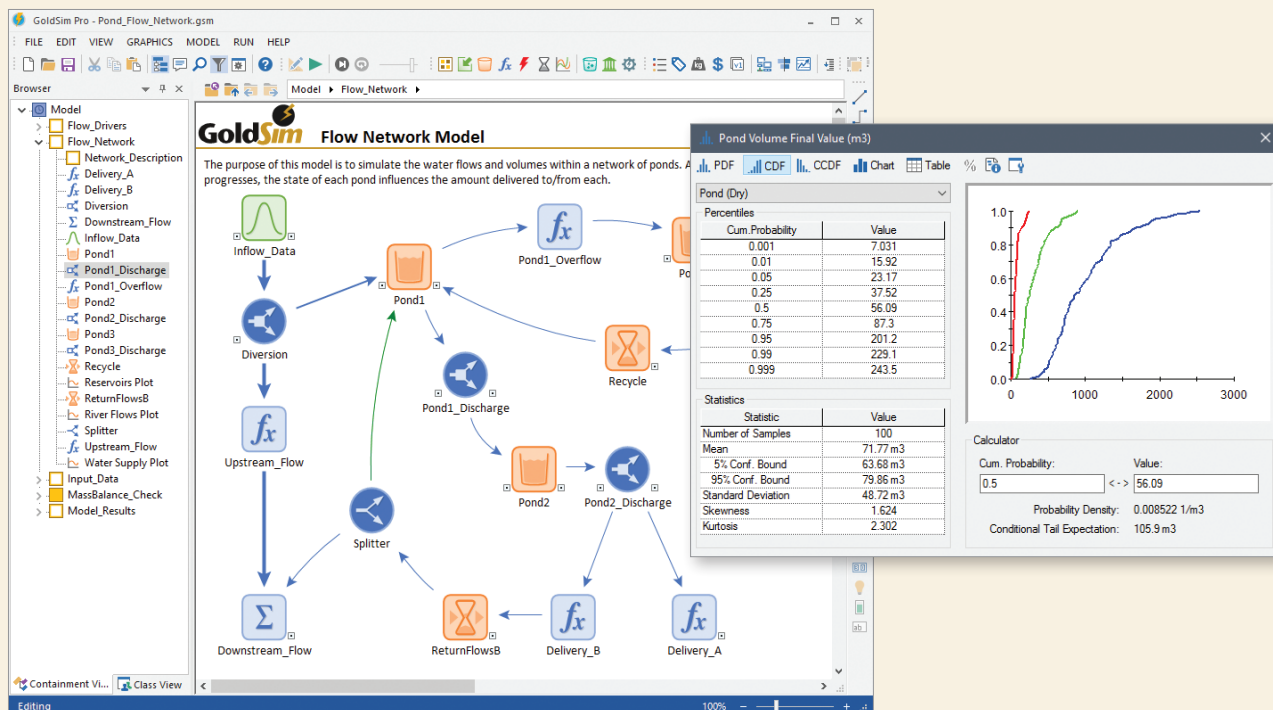 GoldSim Pro - Pond_Flow_Network.gsm
FILE EDIT VIEW GRAPHICS MODEL RUN HELP
Browser
Model Flow_Network
Model
Flow_Drivers
Flow_Network
Network_Description
Delivery_A
Delivery_B
Diversion
Downstream_Flow
Inflow_Data
Pond1
Pond1_Discharge
Pond1_Overflow
Pond2
Pond2_Discharge
Pond3
Pond3_Discharge
Recycle
Reservoirs Plot
ReturnFlowsB
River Flows Plot
Splitter
Upstream_Flow
Water Supply Plot
Input_Data
MassBalance_Check
Model_Results
Containment Vi... Class View
Editing
100%
GoldSim Flow Network Model
The purpose of this model is to simulate the water flows and volumes within a network of ponds. A
progresses, the state of each pond influences the amount delivered to/from each.
Inflow_Data
Pond1_Overflow
Po
Pond1
Diversion
Recycle
Pond1_Discharge
Upstream_Flow
Pond2
Pond2_Discharge
Splitter
Downstream_Flow
ReturnFlowsB
Delivery_B
Delivery_A
Pond Volume Final Value (m3)
PDF CDF CCDF Chart Table %
Pond (Dry)
Percentiles
Cum.Probability Value
0.001 7.031
0.01 15.92
0.05 23.17
0.25 37.52
0.5 56.09
0.75 87.3
0.95 201.2
0.99 229.1
0.999 243.5
Statistics
Statistic Value
Number of Samples 100
Mean 71.77 m3
5% Conf. Bound 63.68 m3
95% Conf. Bound 79.86 m3
Standard Deviation 48.72 m3
Skewness 1.624
Kurtosis 2.302
1.0
0.8
0.6
0.4
0.2
0.0
0 1000 2000 3000
Calculator
Cum. Probability: Value:
0.5 <-> 56.09
Probability Density: 0.008522 1/m3
Conditional Tail Expectation: 105.9 m3